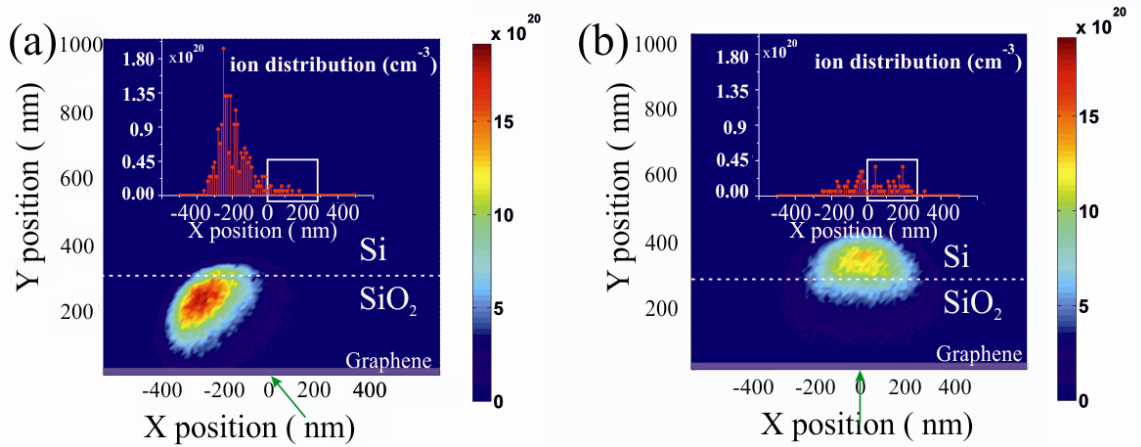 (a)
1000
800
600
400
200
Y position ( nm)
x10^20
ion distribution (cm^-3)
1.80
1.35
0.9
0.45
0.00
-400 -200 0 200 400
X position ( nm)
Si
SiO₂
Graphene
-200 0 200 400
X position ( nm)
x 10^20
15
10
5
0
(b)
1000
800
600
400
200
Y position ( nm)
x10^20
ion distribution (cm^-3)
1.80
1.35
0.9
0.45
0.00
-400 -200 0 200 400
X position ( nm)
Si
SiO₂
Graphene
-200 0 200 400
X position ( nm)
x 10^20
15
10
5
0